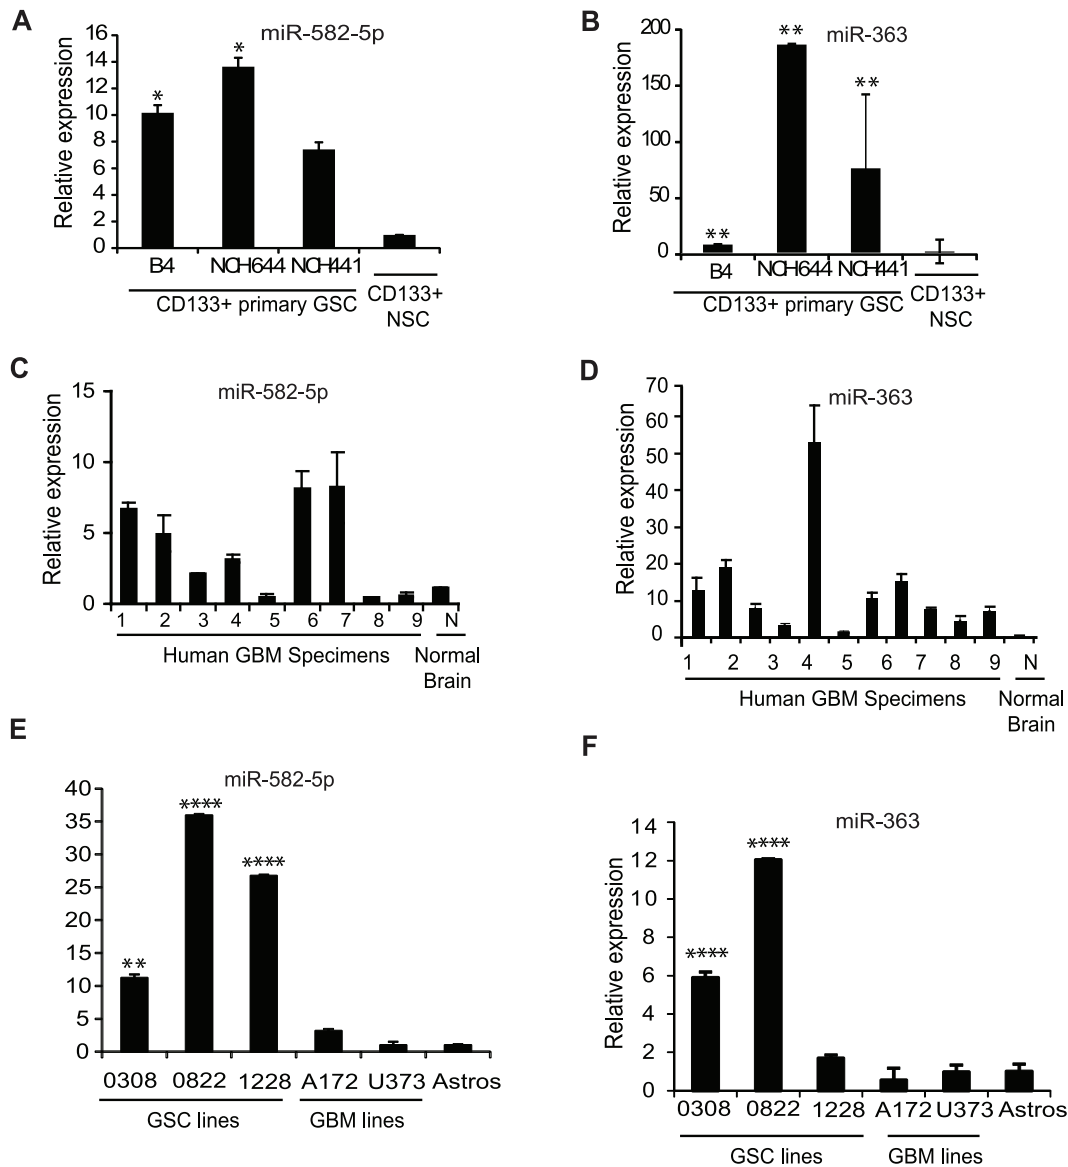 A
miR-582-5p
Relative expression
16
14
12
10
8
6
4
2
0
*
*
B4 NCH644 NCH441
CD133+ primary GSC
CD133+
NSC
B
miR-363
Relative expression
200
150
100
50
0
**
**
**
B4 NCH644 NCH441
CD133+ primary GSC
CD133+
NSC
C
miR-582-5p
Relative expression
15
10
5
0
1 2 3 4 5 6 7 8 9 N
Human GBM Specimens
Normal
Brain
D
miR-363
Relative expression
70
60
50
40
30
20
10
0
1 2 3 4 5 6 7 8 9 N
Human GBM Specimens
Normal
Brain
E
miR-582-5p
40
35
30
25
20
15
10
5
0
**
****
****
0308 0822 1228 A172 U373 Astros
GSC lines
GBM lines
F
miR-363
Relative expression
14
12
10
8
6
4
2
0
****
****
0308 0822 1228 A172 U373 Astros
GSC lines
GBM lines